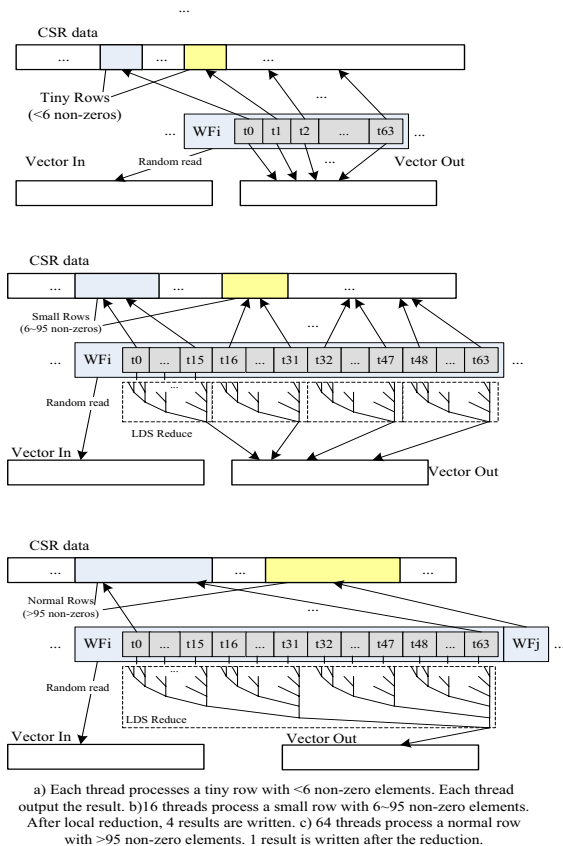 ...
CSR data
... ... ...
Tiny Rows
(<6 non-zeros)
...
... WFi t0 t1 t2 ... t63 ...
Random read
...
Vector In
Vector Out
CSR data
... ... ...
Small Rows
(6~95 non-zeros)
...
... WFi t0 ... t15 t16 ... t31 t32 ... t47 t48 ... t63 ...
...
Random read
LDS Reduce
Vector In
Vector Out
CSR data
... ... ...
Normal Rows
(>95 non-zeros)
...
... WFi t0 ... t15 t16 ... t31 t32 ... t47 t48 ... t63 WFj ...
...
Random read
LDS Reduce
Vector In
Vector Out
a) Each thread processes a tiny row with <6 non-zero elements. Each thread
output the result. b)16 threads process a small row with 6~95 non-zero elements.
After local reduction, 4 results are written. c) 64 threads process a normal row
with >95 non-zero elements. 1 result is written after the reduction.